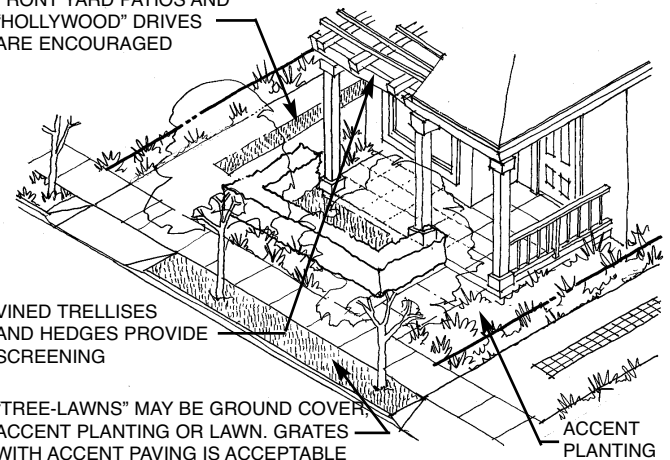 FRONT YARD PATIOS AND
"HOLLYWOOD" DRIVES
ARE ENCOURAGED
VINED TRELLISES
AND HEDGES PROVIDE
SCREENING
"TREE-LAWNS" MAY BE GROUND COVER,
ACCENT PLANTING OR LAWN. GRATES
WITH ACCENT PAVING IS ACCEPTABLE
ACCENT
PLANTING